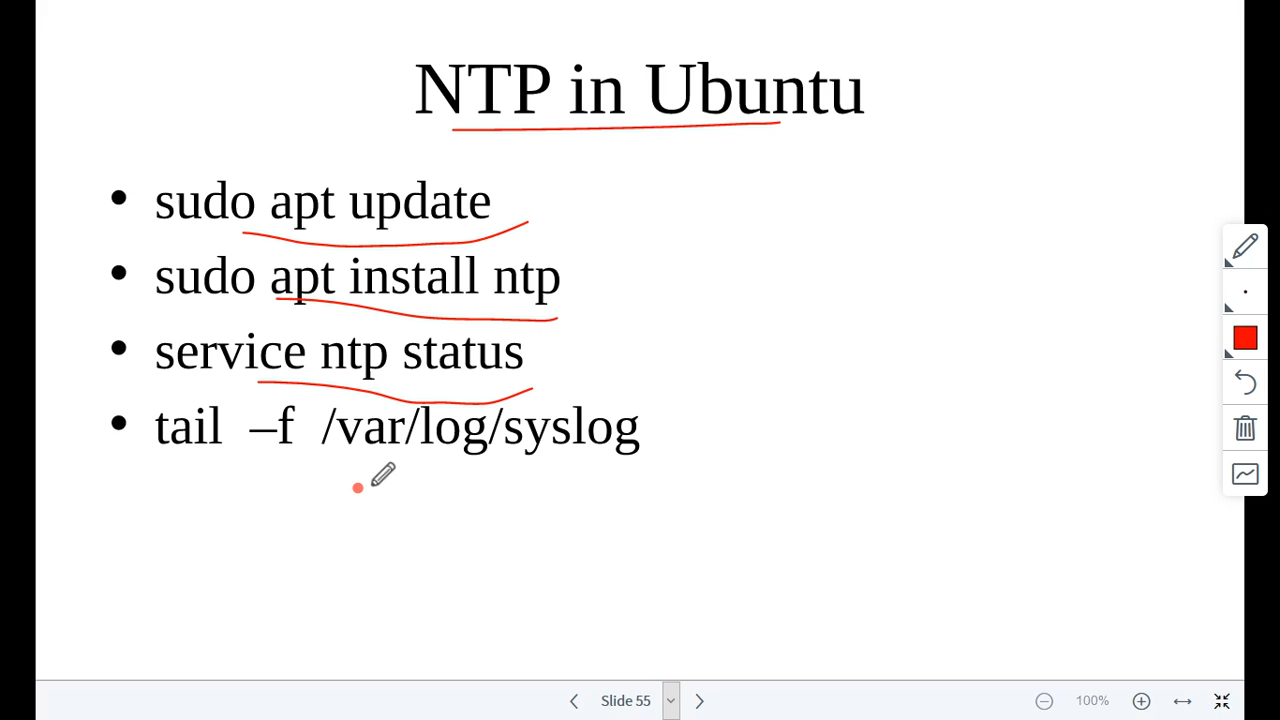 NTP in Ubuntu
• sudo apt update
• sudo apt install ntp
• service ntp status
• tail –f /var/log/syslog
Slide 55
100%